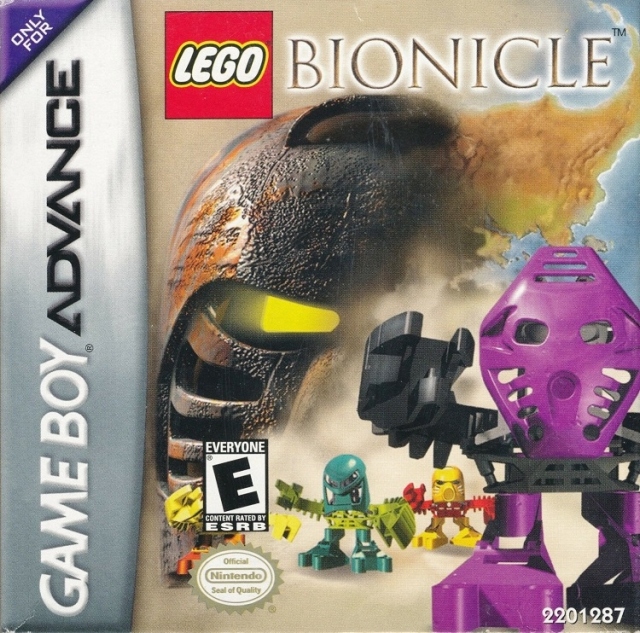 ONLY
FOR
GAME BOY ADVANCE
®
LEGO
BIONICLE™
EVERYONE
E
®
CONTENT RATED BY
ESRB
Official
Nintendo
Seal of Quality
®
2201287